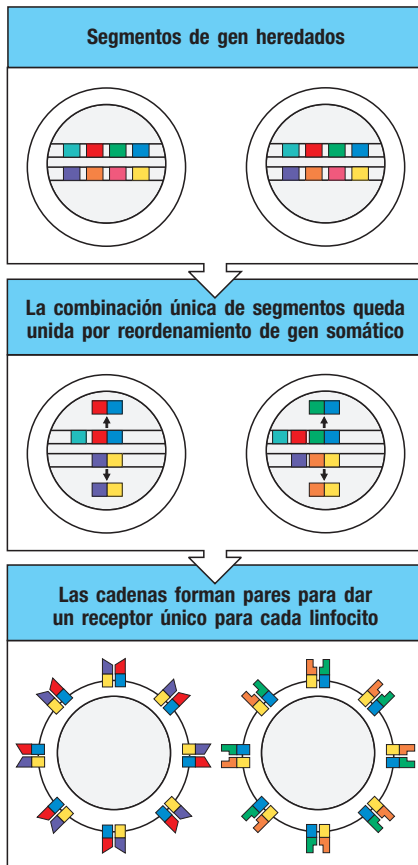 Segmentos de gen heredados
La combinación única de segmentos queda
unida por reordenamiento de gen somático
Las cadenas forman pares para dar
un receptor único para cada linfocito